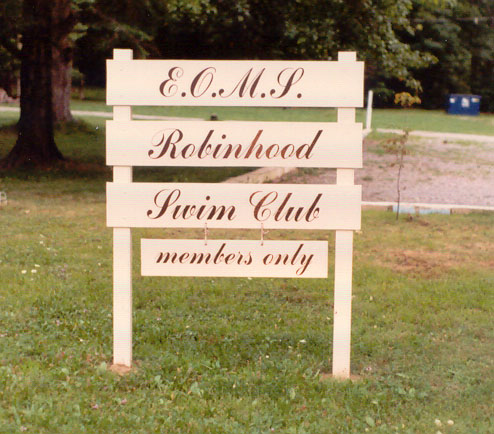 E.O.M.S.
Robinhood
Swim Club
members only